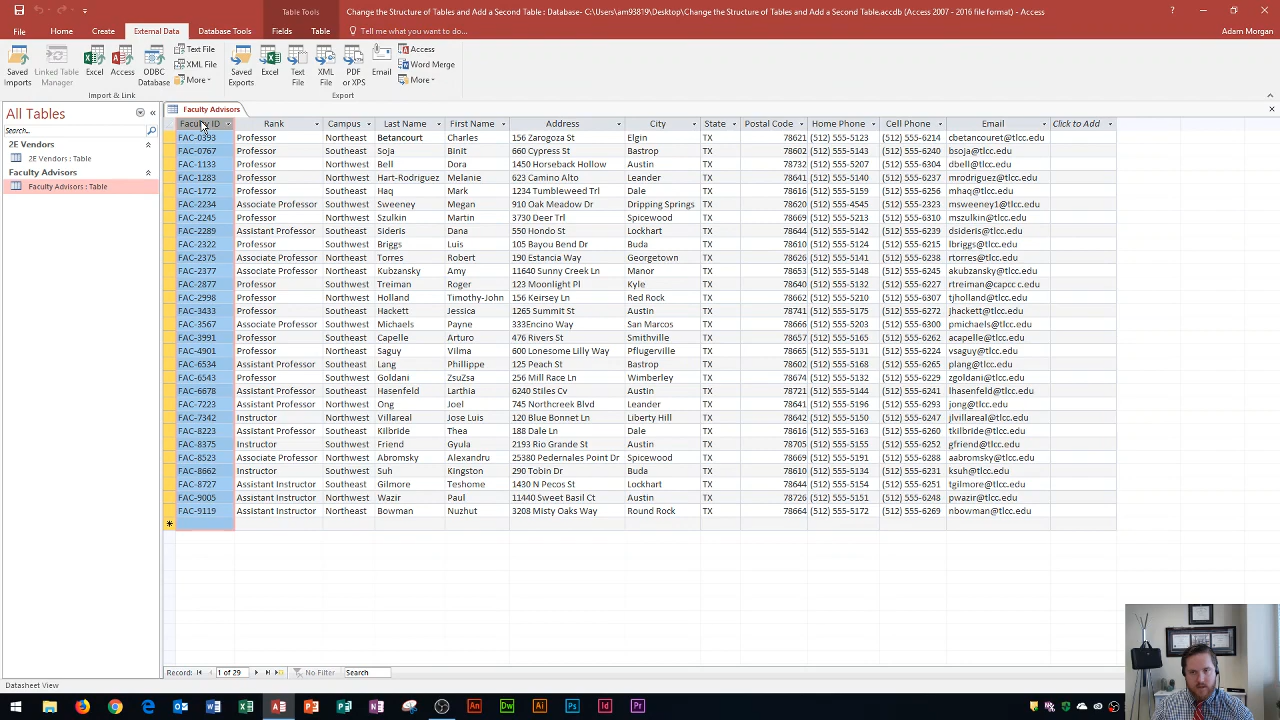 Table Tools
Change the Structure of Tables and Add a Second Table : Database- C:\Users\am93819\Desktop\Change the Structure of Tables and Add a Second Table.accdb (Access 2007 - 2016 file format) - Access
File Home Create External Data Database Tools Fields Table Tell me what you want to do... Adam Morgan
Saved Imports
Linked Table Manager
Excel
Access
ODBC Database
Text File
XML File
More
Saved Exports
Excel
Text File
XML File
PDF or XPS
Email
Access
Word Merge
More
Import & Link Export
All Tables
Search...
2E Vendors
2E Vendors : Table
Faculty Advisors
Faculty Advisors : Table
Faculty Advisors
Faculty ID Rank Campus Last Name First Name Address City State Postal Code Home Phone Cell Phone Email Click to Add
FAC-0393 Professor Northeast Betancourt Charles 156 Zarogoza St Elgin TX 78621 (512) 555-5123 (512) 555-6214 cbetancouret@tlcc.edu
FAC-0767 Professor Southeast Soja Binit 660 Cypress St Bastrop TX 78602 (512) 555-5143 (512) 555-6240 bsoja@tlcc.edu
FAC-1133 Professor Northwest Bell Dora 1450 Horseback Hollow Austin TX 78732 (512) 555-5207 (512) 555-6304 dbell@tlcc.edu
FAC-1283 Professor Northwest Hart-Rodriguez Melanie 623 Camino Alto Leander TX 78641 (512) 555-5140 (512) 555-6237 mrodriguez@tlcc.edu
FAC-1772 Professor Southeast Haq Mark 1234 Tumbleweed Trl Dale TX 78616 (512) 555-5159 (512) 555-6256 mhaq@tlcc.edu
FAC-2234 Associate Professor Southwest Sweeney Megan 910 Oak Meadow Dr Dripping Springs TX 78620 (512) 555-4545 (512) 555-2323 msweeney1@tlcc.edu
FAC-2245 Professor Northwest Szulkin Martin 3730 Deer Trl Spicewood TX 78669 (512) 555-5213 (512) 555-6310 mszulkin@tlcc.edu
FAC-2289 Assistant Professor Southwest Sideris Dana 550 Hondo St Lockhart TX 78644 (512) 555-5142 (512) 555-6239 dsideris@tlcc.edu
FAC-2322 Professor Southwest Briggs Luis 105 Bayou Bend Dr Buda TX 78610 (512) 555-5124 (512) 555-6215 lbriggs@tlcc.edu
FAC-2375 Associate Professor Northwest Torres Robert 190 Estancia Way Georgetown TX 78626 (512) 555-5141 (512) 555-6238 rtorres@tlcc.edu
FAC-2377 Associate Professor Northeast Kubzansky Amy 11640 Sunny Creek Ln Manor TX 78653 (512) 555-5148 (512) 555-6245 akubzansky@tlcc.edu
FAC-2877 Professor Southwest Treiman Roger 10 Moonlight Pl Kyle TX 78640 (512) 555-5132 (512) 555-6227 rtreiman@capcc c.edu
FAC-2998 Professor Northeast Holland Timothy-John 156 Keirsey Ln Red Rock TX 78662 (512) 555-5210 (512) 555-6307 tjholland@tlcc.edu
FAC-3433 Professor Southeast Hackett Jessica 1265 Summit St Austin TX 78741 (512) 555-5175 (512) 555-6272 jhackett@tlcc.edu
FAC-3567 Associate Professor Southwest Michaels Payne 333Encino Way San Marcos TX 78666 (512) 555-5203 (512) 555-6300 pmichaels@tlcc.edu
FAC-3991 Associate Professor Southeast Capelle Arturo 476 Rivers St Smithville TX 78657 (512) 555-5165 (512) 555-6262 acapelle@tlcc.edu
FAC-4901 Professor Northeast Saguy Vilma 600 Lonesome Lilly Way Pflugerville TX 78665 (512) 555-5131 (512) 555-6224 vsaguy@tlcc.edu
FAC-6534 Assistant Professor Southeast Lang Phillippe 125 Peach St Bastrop TX 78602 (512) 555-5168 (512) 555-6265 plang@tlcc.edu
FAC-6543 Professor Southwest Goldani ZsuZsa 256 Mill Race Ln Wimberley TX 78674 (512) 555-5132 (512) 555-6229 zgoldani@tlcc.edu
FAC-6678 Assistant Professor Southeast Hasenfeld Larthia 6240 Stiles Cv Austin TX 78721 (512) 555-5144 (512) 555-6241 lhasenfeld@tlcc.edu
FAC-7223 Assistant Professor Northwest Ong Joel 745 Northcreek Blvd Leander TX 78641 (512) 555-5196 (512) 555-6293 jong@tlcc.edu
FAC-7342 Instructor Northwest Villareal Jose Luis 120 Blue Bonnet Ln Liberty Hill TX 78642 (512) 555-5150 (512) 555-6247 jlvillareal@tlcc.edu
FAC-8223 Assistant Professor Southeast Kilbride Thea 188 Dale Ln Dale TX 78616 (512) 555-5163 (512) 555-6260 tkilbride@tlcc.edu
FAC-8375 Instructor Southeast Friend Gyula 2193 Rio Grande St Austin TX 78705 (512) 555-5155 (512) 555-6252 gfriend@tlcc.edu
FAC-8523 Associate Professor Northwest Abromsky Alexandru 25380 Pedernales Point Dr Spicewood TX 78669 (512) 555-5191 (512) 555-6288 aabromsky@tlcc.edu
FAC-8662 Instructor Southwest Suh Kingston 290 Tobin Dr Buda TX 78610 (512) 555-5134 (512) 555-6231 ksuh@tlcc.edu
FAC-8727 Assistant Instructor Southwest Gilmore Teshome 1430 N Pecos St Lockhart TX 78644 (512) 555-5154 (512) 555-6251 tgilmore@tlcc.edu
FAC-9005 Assistant Instructor Northwest Wazir Paul 11440 Sweet Basil Ct Austin TX 78726 (512) 555-5151 (512) 555-6248 pwazir@tlcc.edu
FAC-9119 Assistant Instructor Northeast Bowman Nuzhut 3208 Misty Oaks Way Round Rock TX 78664 (512) 555-5172 (512) 555-6269 nbowman@tlcc.edu
Record: 1 of 29 No Filter Search
Datasheet View
An Dw Ai Ps Id Pr